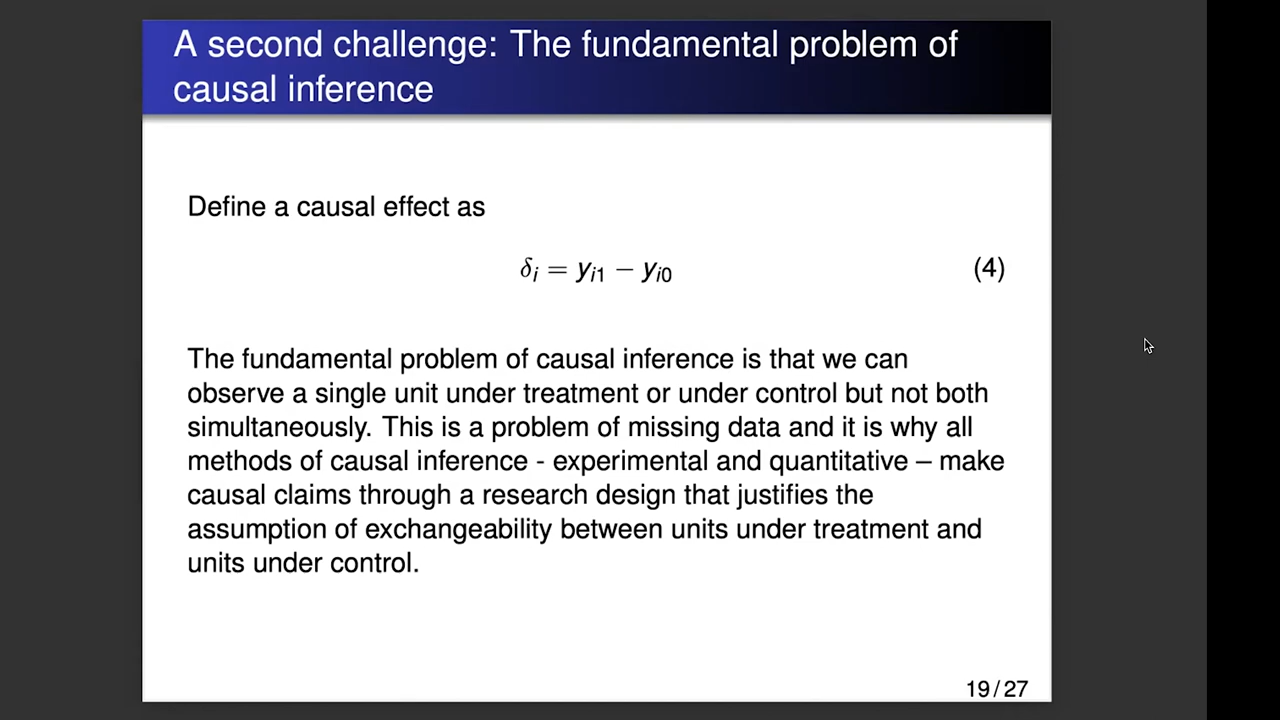 A second challenge: The fundamental problem of
causal inference
Define a causal effect as
δi = yi1 − yi0 (4)
The fundamental problem of causal inference is that we can
observe a single unit under treatment or under control but not both
simultaneously. This is a problem of missing data and it is why all
methods of causal inference - experimental and quantitative – make
causal claims through a research design that justifies the
assumption of exchangeability between units under treatment and
units under control.
19 / 27